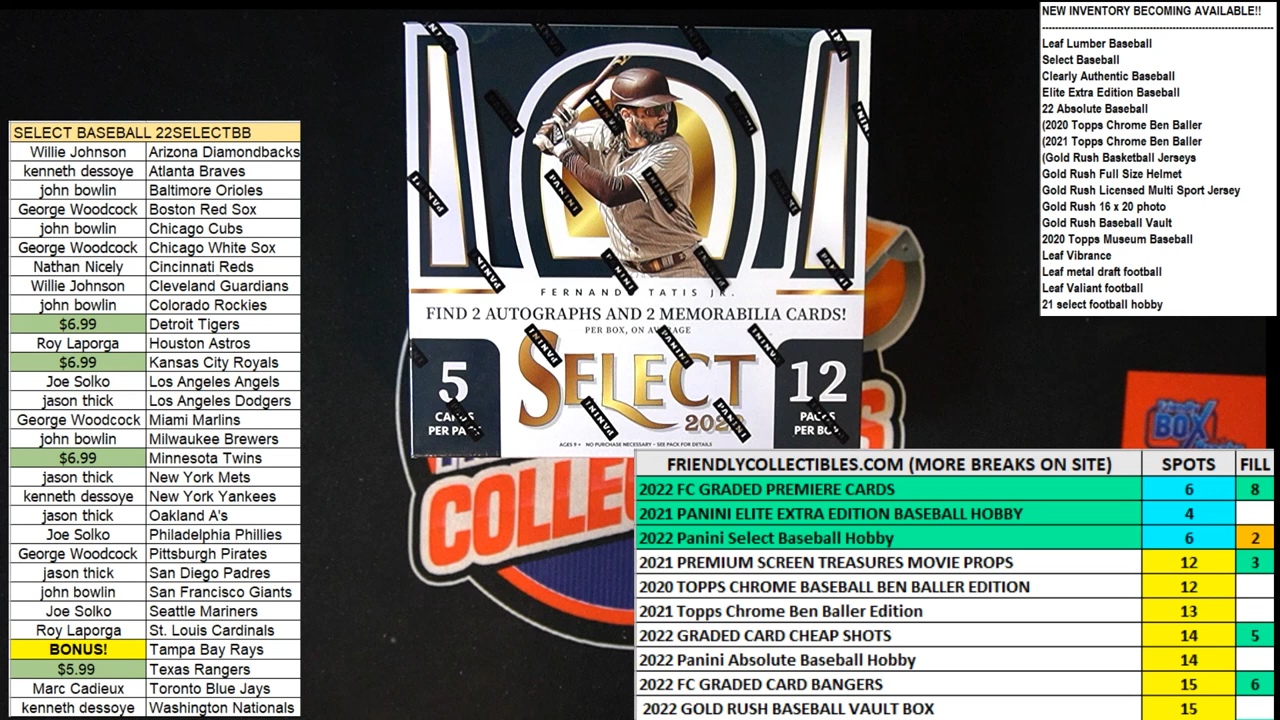 SELECT BASEBALL 22SELECTBB
Willie Johnson Arizona Diamondbacks
kenneth dessoye Atlanta Braves
john bowlin Baltimore Orioles
George Woodcock Boston Red Sox
john bowlin Chicago Cubs
George Woodcock Chicago White Sox
Nathan Nicely Cincinnati Reds
Willie Johnson Cleveland Guardians
john bowlin Colorado Rockies
$6.99 Detroit Tigers
Roy Laporga Houston Astros
$6.99 Kansas City Royals
Joe Solko Los Angeles Angels
jason thick Los Angeles Dodgers
George Woodcock Miami Marlins
john bowlin Milwaukee Brewers
$6.99 Minnesota Twins
jason thick New York Mets
kenneth dessoye New York Yankees
jason thick Oakland A's
Joe Solko Philadelphia Phillies
George Woodcock Pittsburgh Pirates
jason thick San Diego Padres
john bowlin San Francisco Giants
Joe Solko Seattle Mariners
Roy Laporga St. Louis Cardinals
BONUS! Tampa Bay Rays
$5.99 Texas Rangers
Marc Cadieux Toronto Blue Jays
kenneth dessoye Washington Nationals
PANINI
FERNANDO TATIS JR.
FIND 2 AUTOGRAPHS AND 2 MEMORABILIA CARDS!
PER BOX, ON AVERAGE
5
CARDS
PER PACK
SELECT
2022
12
PACKS
PER BOX
AGES 9+ • NO PURCHASE NECESSARY • SEE PACK FOR DETAILS
NEW INVENTORY BECOMING AVAILABLE!!
Leaf Lumber Baseball
Select Baseball
Clearly Authentic Baseball
Elite Extra Edition Baseball
22 Absolute Baseball
(2020 Topps Chrome Ben Baller
(2021 Topps Chrome Ben Baller
(Gold Rush Basketball Jerseys
Gold Rush Full Size Helmet
Gold Rush Licensed Multi Sport Jersey
Gold Rush 16 x 20 photo
Gold Rush Baseball Vault
2020 Topps Museum Baseball
Leaf Vibrance
Leaf metal draft football
Leaf Valiant football
21 select football hobby
BOX
FRIENDLYCOLLECTIBLES.COM (MORE BREAKS ON SITE) SPOTS FILL
2022 FC GRADED PREMIERE CARDS 6 8
2021 PANINI ELITE EXTRA EDITION BASEBALL HOBBY 4
2022 Panini Select Baseball Hobby 6 2
2021 PREMIUM SCREEN TREASURES MOVIE PROPS 12 3
2020 TOPPS CHROME BASEBALL BEN BALLER EDITION 12
2021 Topps Chrome Ben Baller Edition 13
2022 GRADED CARD CHEAP SHOTS 14 5
2022 Panini Absolute Baseball Hobby 14
2022 FC GRADED CARD BANGERS 15 6
2022 GOLD RUSH BASEBALL VAULT BOX 15